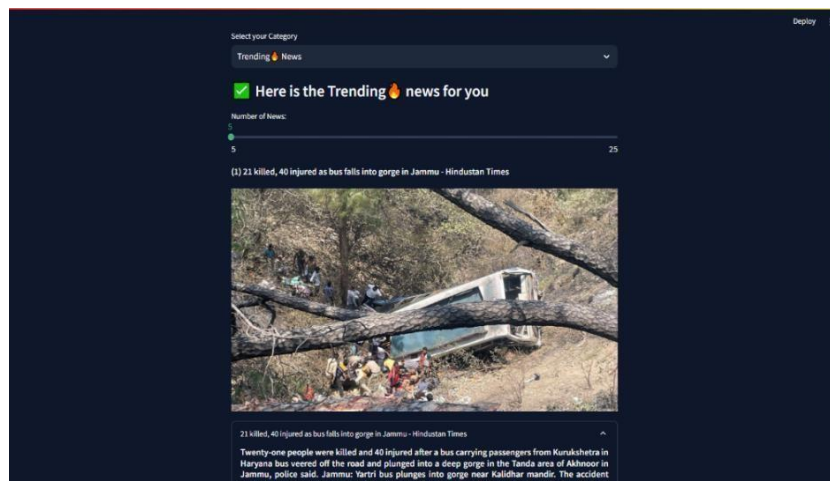 Deploy
Select your Category
Trending🔥 News
✅ Here is the Trending🔥 news for you
Number of News:
5
5 25
(1) 21 killed, 40 injured as bus falls into gorge in Jammu - Hindustan Times
21 killed, 40 injured as bus falls into gorge in Jammu - Hindustan Times
Twenty-one people were killed and 40 injured after a bus carrying passengers from Kurukshetra in
Haryana bus veered off the road and plunged into a deep gorge in the Tanda area of Akhnoor in
Jammu, police said. Jammu: Yartri bus plunges into gorge near Kalidhar mandir. The accident